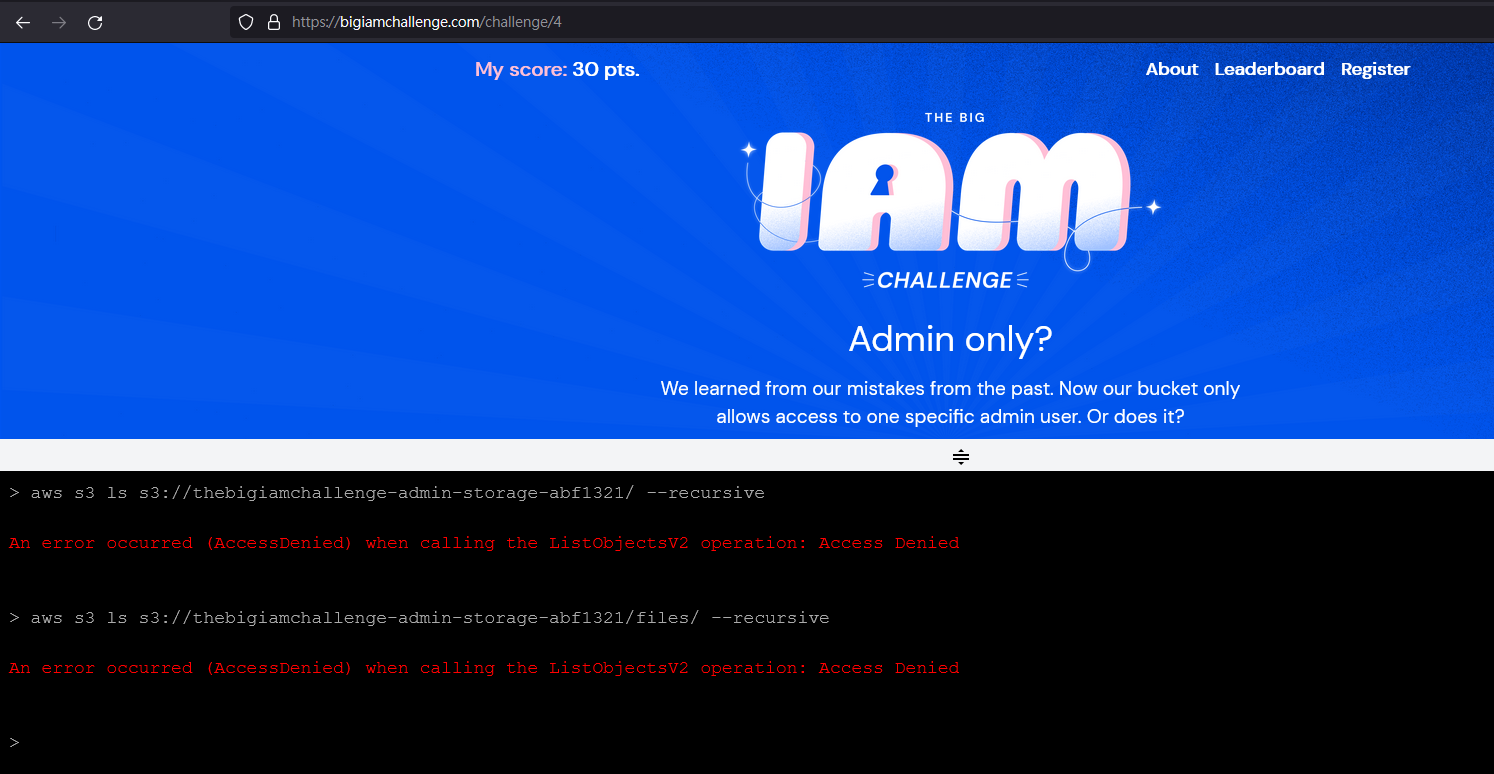 https://bigiamchallenge.com/challenge/4
My score: 30 pts.
About Leaderboard Register
THE BIG
IAM
CHALLENGE
Admin only?
We learned from our mistakes from the past. Now our bucket only
allows access to one specific admin user. Or does it?
> aws s3 ls s3://thebigiamchallenge-admin-storage-abf1321/ --recursive
An error occurred (AccessDenied) when calling the ListObjectsV2 operation: Access Denied
> aws s3 ls s3://thebigiamchallenge-admin-storage-abf1321/files/ --recursive
An error occurred (AccessDenied) when calling the ListObjectsV2 operation: Access Denied
>